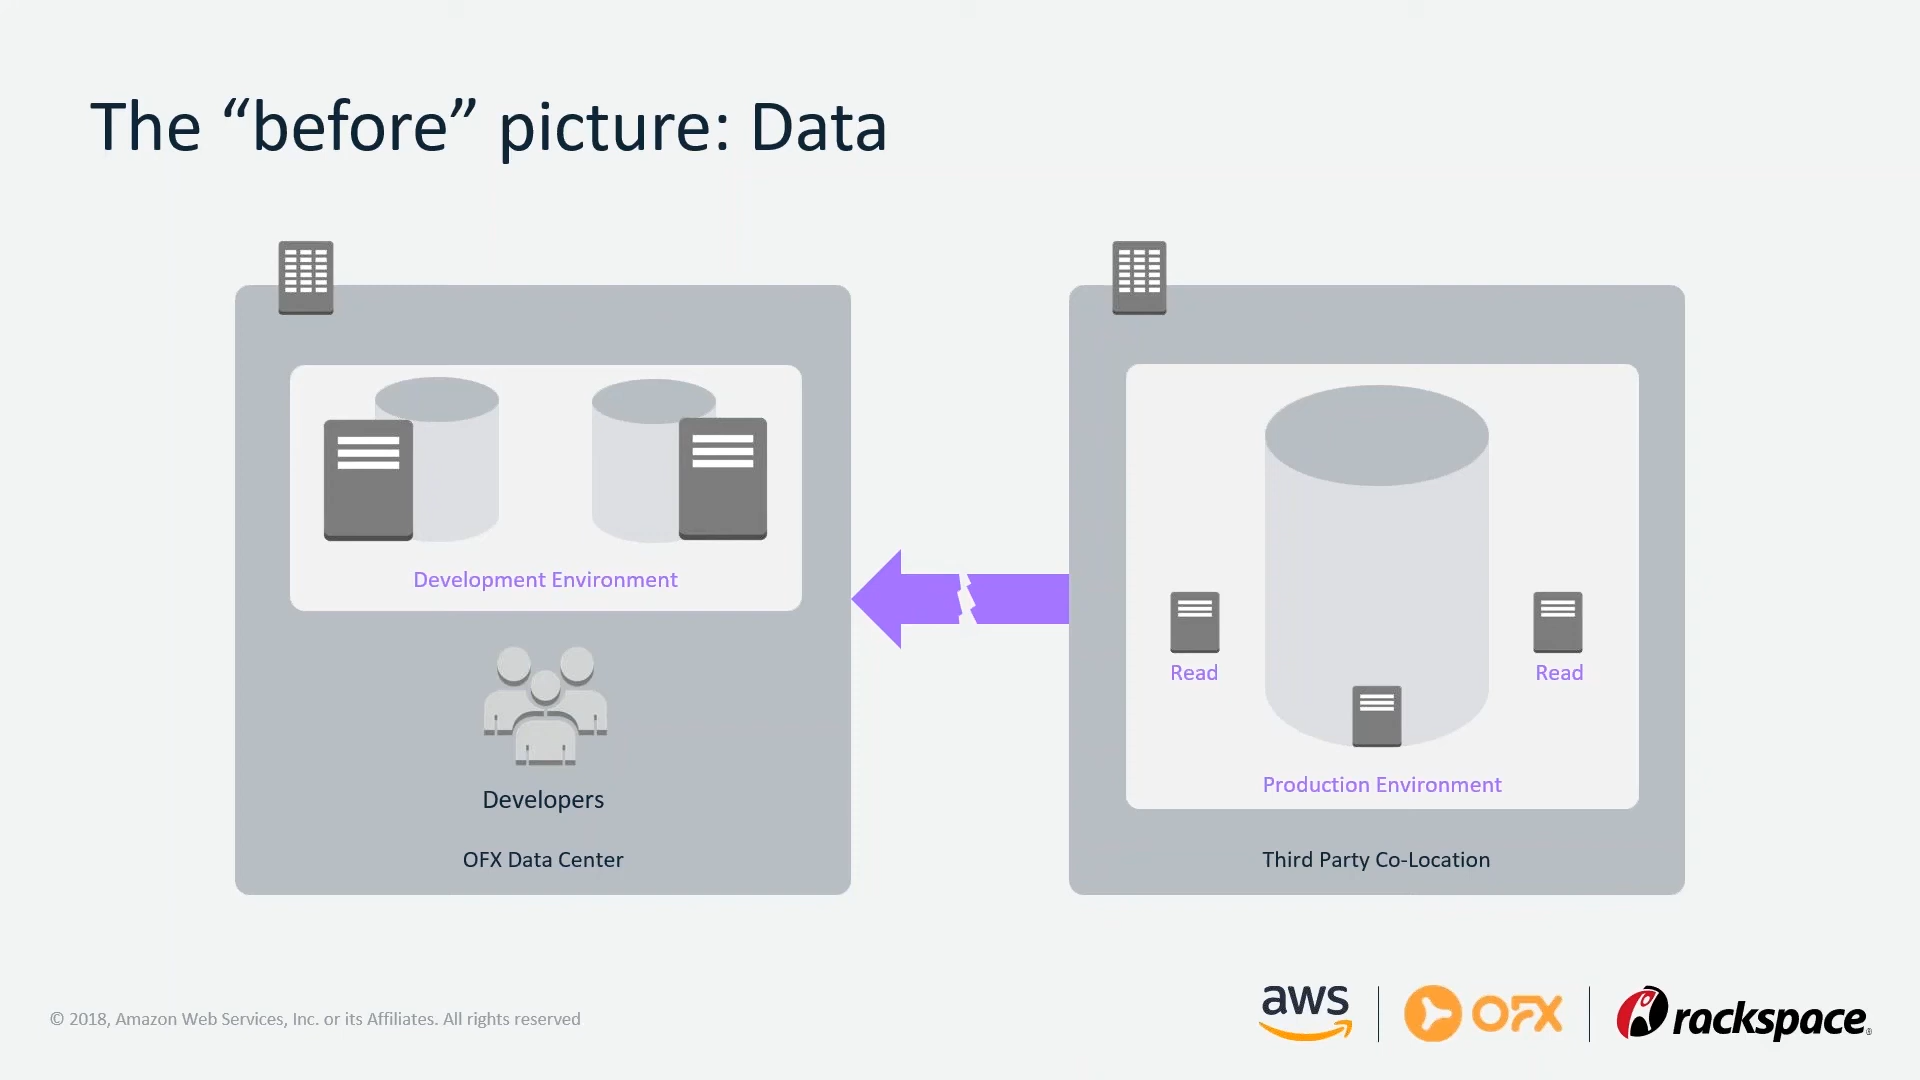 The “before” picture: Data
Development Environment
Developers
OFX Data Center
Read
Read
Production Environment
Third Party Co-Location
© 2018, Amazon Web Services, Inc. or its Affiliates. All rights reserved
aws
OFX
rackspace®